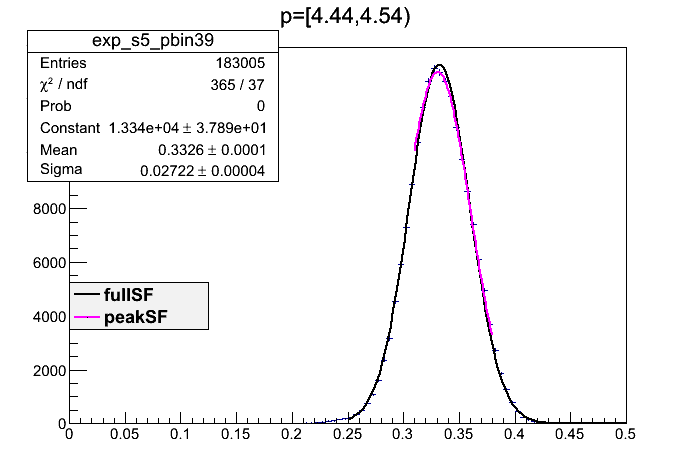 p=[4.44,4.54)
exp_s5_pbin39
Entries 183005
χ² / ndf 365 / 37
Prob 0
Constant 1.334e+04 ± 3.789e+01
Mean 0.3326 ± 0.0001
Sigma 0.02722 ± 0.00004
8000
6000
fullSF
4000
peakSF
2000
0
0 0.05 0.1 0.15 0.2 0.25 0.3 0.35 0.4 0.45 0.5